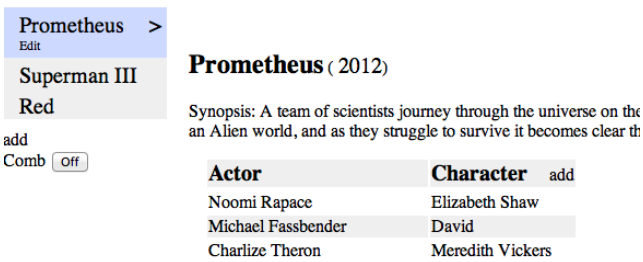 Prometheus >
Edit
Superman III
Red
add
Comb Off
Prometheus ( 2012)
Synopsis: A team of scientists journey through the universe on the
an Alien world, and as they struggle to survive it becomes clear th
Actor Character add
Noomi Rapace Elizabeth Shaw
Michael Fassbender David
Charlize Theron Meredith Vickers